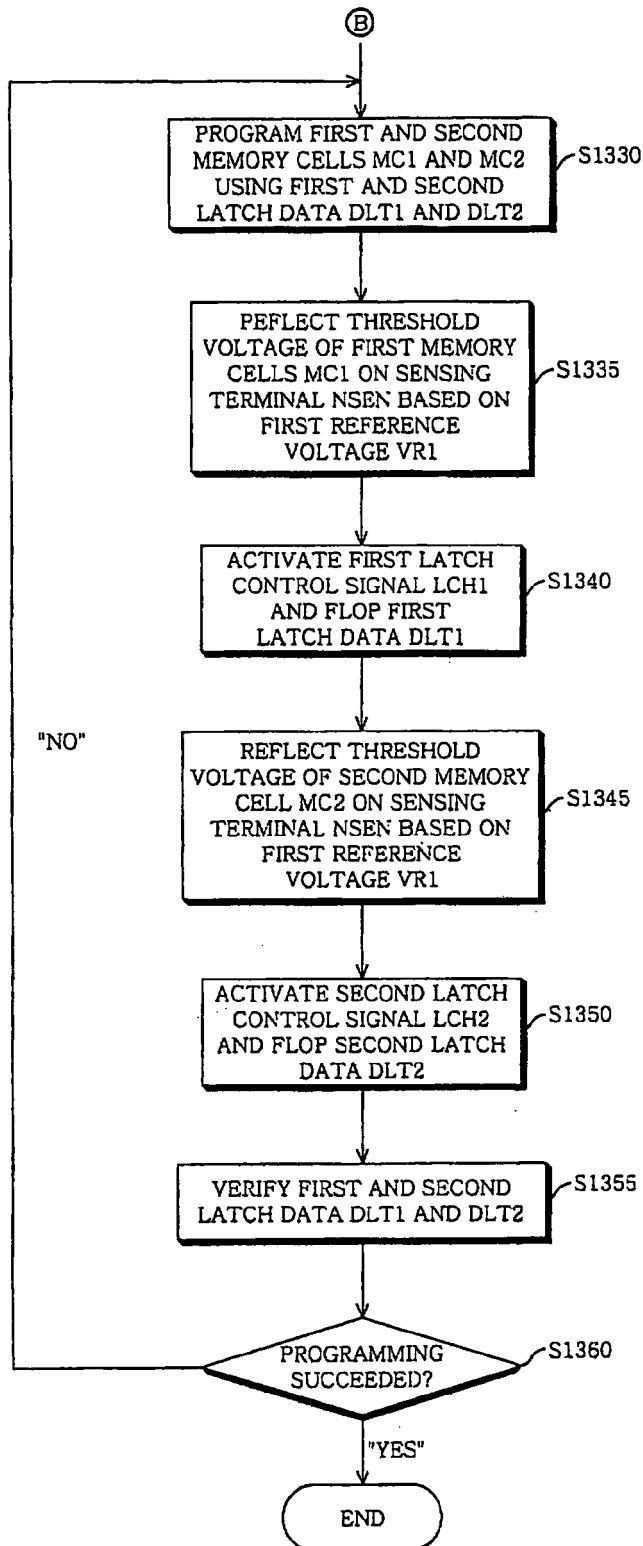 B
PROGRAM FIRST AND SECOND
MEMORY CELLS MC1 AND MC2
USING FIRST AND SECOND
LATCH DATA DLT1 AND DLT2
S1330
PEFLECT THRESHOLD
VOLTAGE OF FIRST MEMORY
CELLS MC1 ON SENSING
TERMINAL NSEN BASED ON
FIRST REFERENCE
VOLTAGE VR1
S1335
ACTIVATE FIRST LATCH
CONTROL SIGNAL LCH1
AND FLOP FIRST
LATCH DATA DLT1
S1340
"NO"
REFLECT THRESHOLD
VOLTAGE OF SECOND MEMORY
CELL MC2 ON SENSING
TERMINAL NSEN BASED ON
FIRST REFERENCE
VOLTAGE VR1
S1345
ACTIVATE SECOND LATCH
CONTROL SIGNAL LCH2
AND FLOP SECOND LATCH
DATA DLT2
S1350
VERIFY FIRST AND SECOND
LATCH DATA DLT1 AND DLT2
S1355
PROGRAMMING
SUCCEEDED?
S1360
"YES"
END